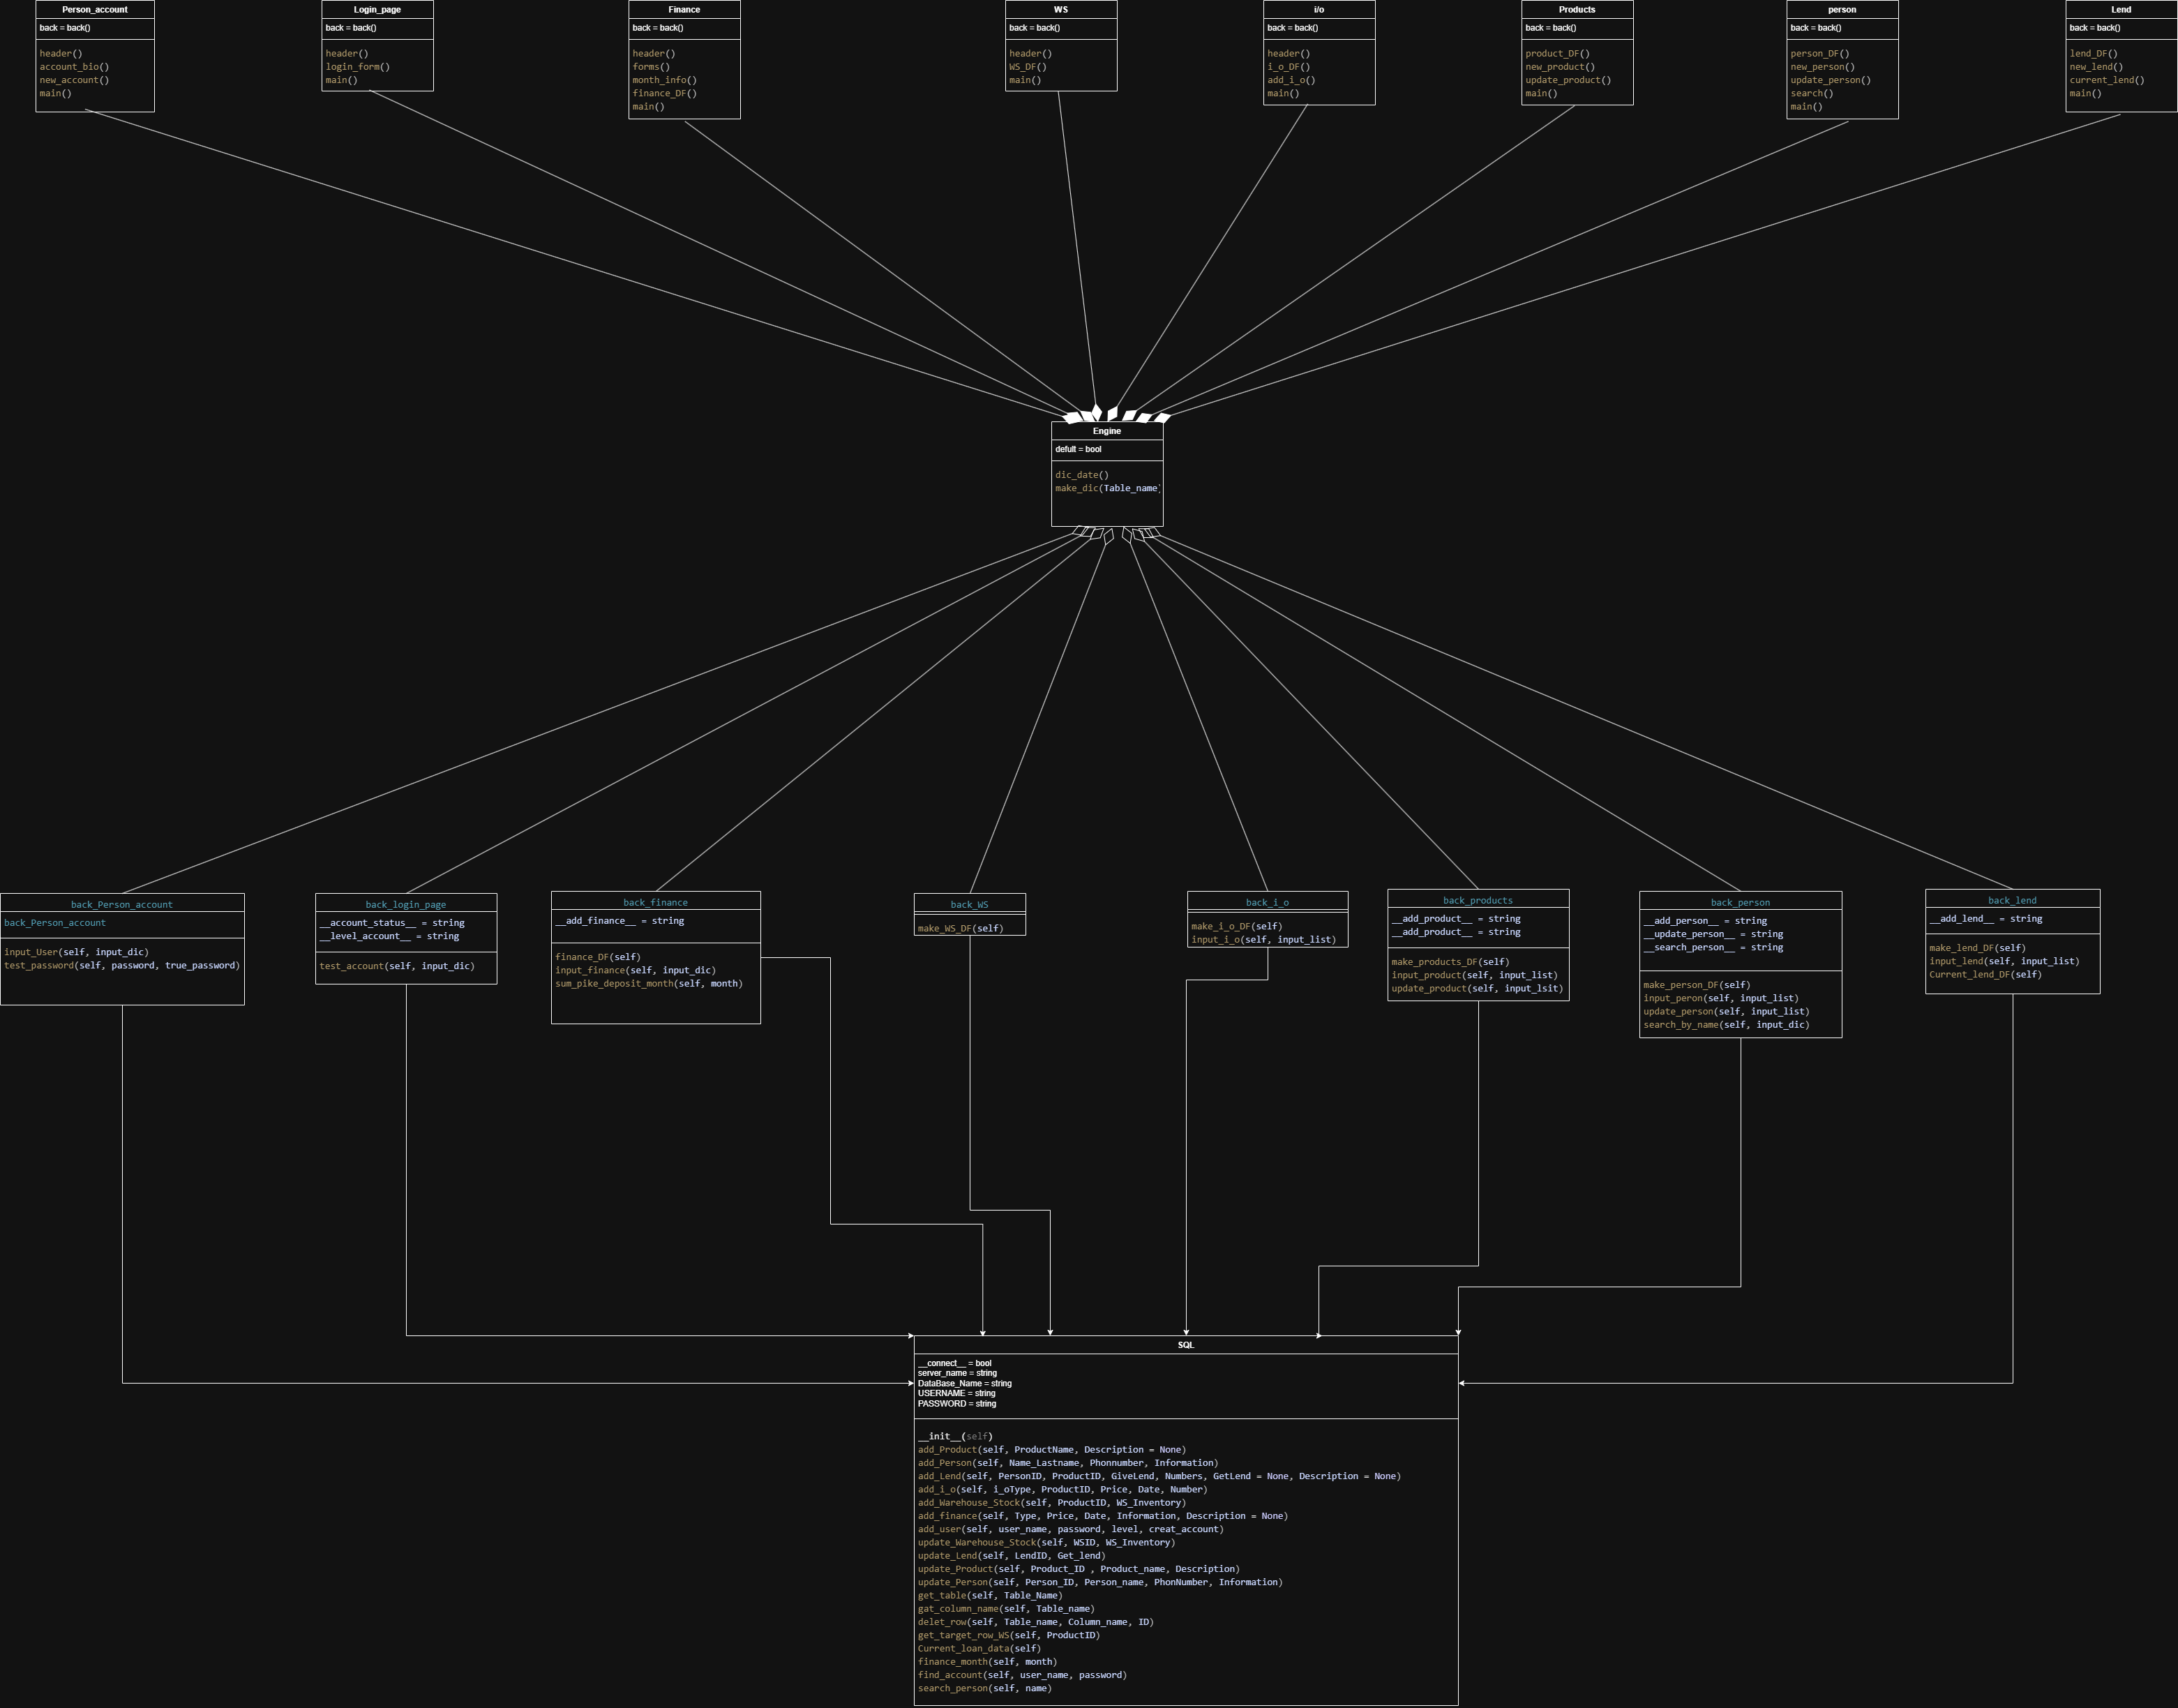 Person_account
back = back()
header()
account_bio()
new_account()
main()
Login_page
back = back()
header()
login_form()
main()
Finance
back = back()
header()
forms()
month_info()
finance_DF()
main()
WS
back = back()
header()
WS_DF()
main()
i/o
back = back()
header()
i_o_DF()
add_i_o()
main()
Products
back = back()
product_DF()
new_product()
update_product()
main()
person
back = back()
person_DF()
new_person()
update_person()
search()
main()
Lend
back = back()
lend_DF()
new_lend()
current_lend()
main()
Engine
defult = bool
dic_date()
make_dic(Table_name)
back_Person_account
back_Person_account
input_User(self, input_dic)
test_password(self, password, true_password)
back_login_page
__account_status__ = string
__level_account__ = string
test_account(self, input_dic)
back_finance
__add_finance__ = string
finance_DF(self)
input_finance(self, input_dic)
sum_pike_deposit_month(self, month)
back_WS
make_WS_DF(self)
back_i_o
make_i_o_DF(self)
input_i_o(self, input_list)
back_products
__add_product__ = string
__add_product__ = string
make_products_DF(self)
input_product(self, input_list)
update_product(self, input_lsit)
back_person
__add_person__ = string
__update_person__ = string
__search_person__ = string
make_person_DF(self)
input_peron(self, input_list)
update_person(self, input_list)
search_by_name(self, input_dic)
back_lend
__add_lend__ = string
make_lend_DF(self)
input_lend(self, input_list)
Current_lend_DF(self)
SQL
__connect__ = bool
server_name = string
DataBase_Name = string
USERNAME = string
PASSWORD = string
__init__(self)
add_Product(self, ProductName, Description = None)
add_Person(self, Name_Lastname, Phonnumber, Information)
add_Lend(self, PersonID, ProductID, GiveLend, Numbers, GetLend = None, Description = None)
add_i_o(self, i_oType, ProductID, Price, Date, Number)
add_Warehouse_Stock(self, ProductID, WS_Inventory)
add_finance(self, Type, Price, Date, Information, Description = None)
add_user(self, user_name, password, level, creat_account)
update_Warehouse_Stock(self, WSID, WS_Inventory)
update_Lend(self, LendID, Get_lend)
update_Product(self, Product_ID , Product_name, Description)
update_Person(self, Person_ID, Person_name, PhonNumber, Information)
get_table(self, Table_Name)
gat_column_name(self, Table_name)
delet_row(self, Table_name, Column_name, ID)
get_target_row_WS(self, ProductID)
Current_loan_data(self)
finance_month(self, month)
find_account(self, user_name, password)
search_person(self, name)